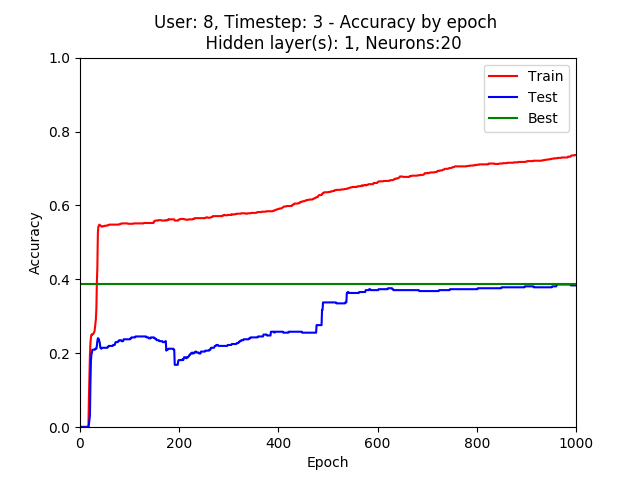 User: 8, Timestep: 3 - Accuracy by epoch
Hidden layer(s): 1, Neurons:20
1.0
0.8
0.6
0.4
0.2
0.0
Accuracy
Train
Test
Best
0 200 400 600 800 1000
Epoch